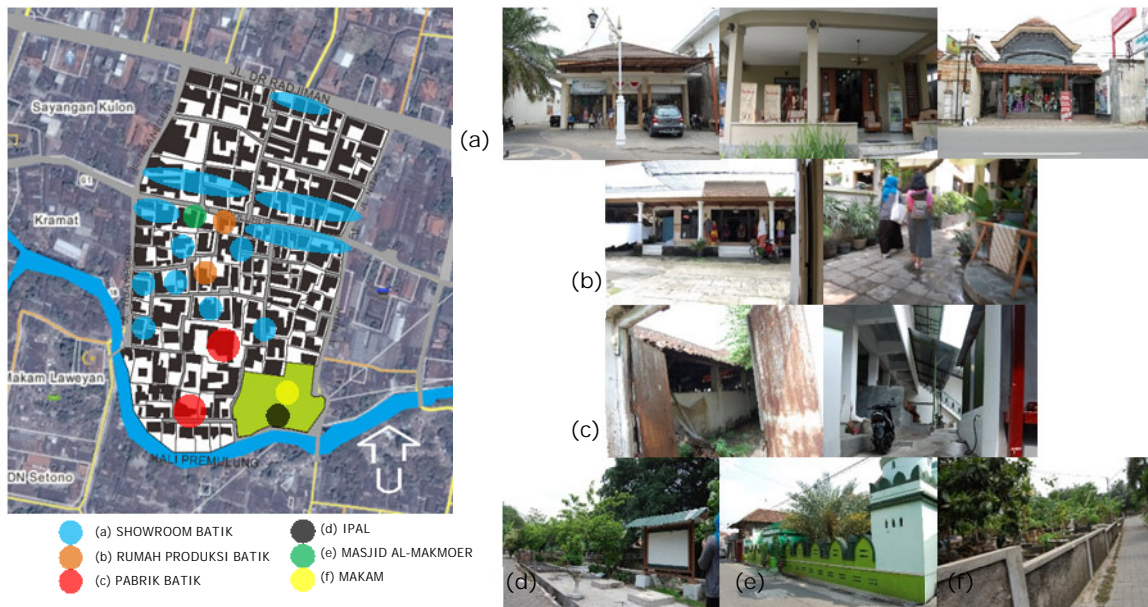 JL. DR RADJIMAN
Sayangan Kulon
61
Kramat
Makam Laweyan
KALI PREMULUNG
DN Setono
U
(a) SHOWROOM BATIK
(b) RUMAH PRODUKSI BATIK
(c) PABRIK BATIK
(d) IPAL
(e) MASJID AL-MAKMOER
(f) MAKAM
(a)
(b)
(c)
(d)
(e)
(f)